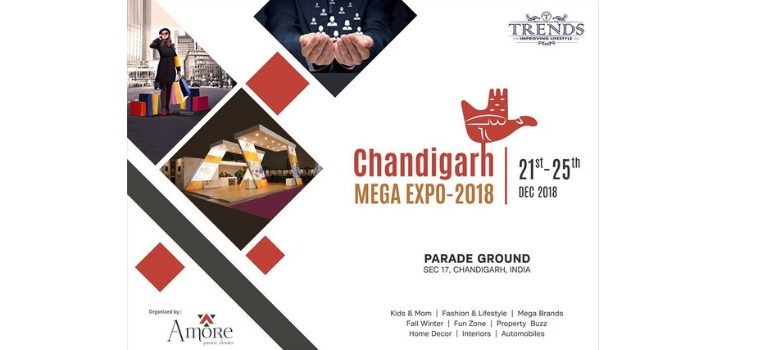 TRENDS
IMPROVING LIFESTYLE
Chandigarh
MEGA EXPO-2018
21st-25th
DEC 2018
PARADE GROUND
SEC 17, CHANDIGARH, INDIA
Organized by :
AMORE
Kids & Mom | Fashion & Lifestyle | Mega Brands
Fall Winter | Fun Zone | Property Buzz
Home Decor | Interiors | Automobiles